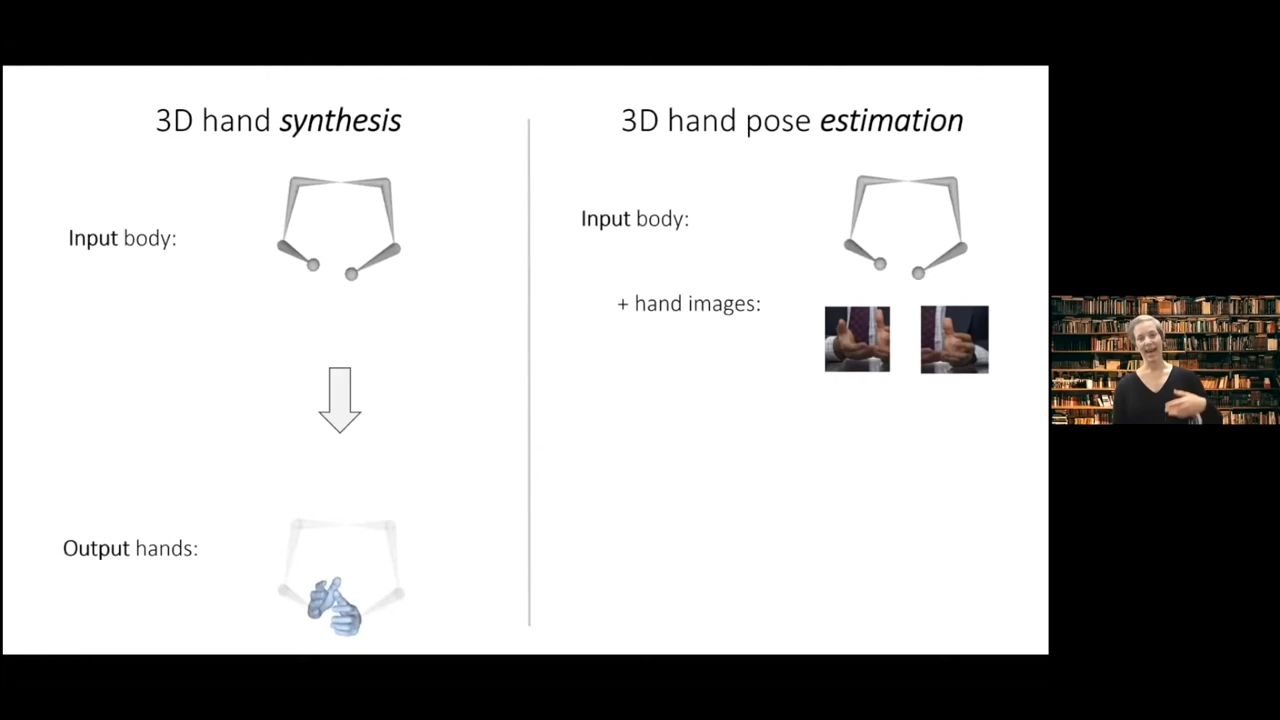 3D hand synthesis
Input body:
Output hands:
3D hand pose estimation
Input body:
+ hand images: